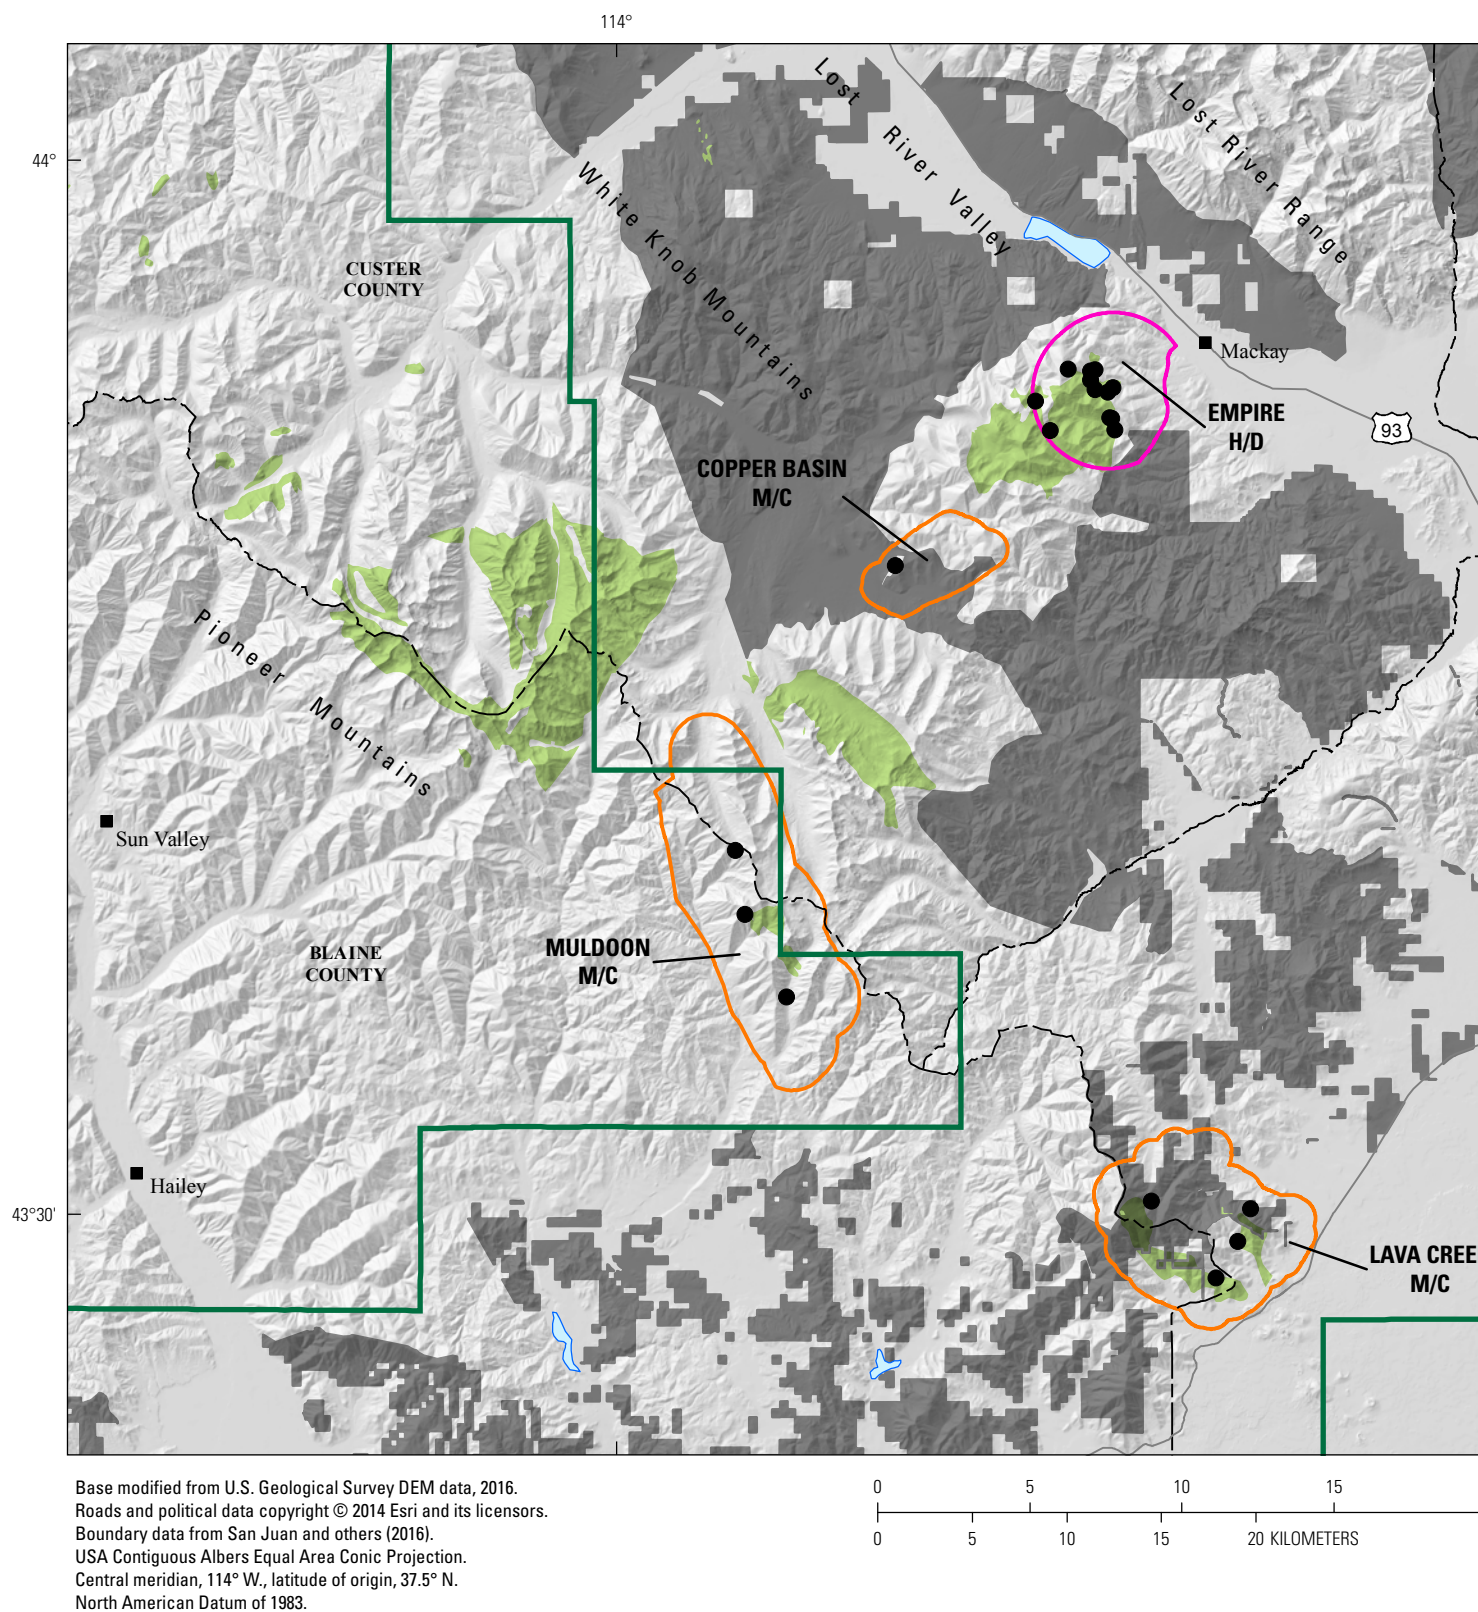 114°
44°
Lost River Valley
Lost River Range
White Knob Mountains
CUSTER
COUNTY
Mackay
EMPIRE
H/D
93
COPPER BASIN
M/C
Pioneer Mountains
Sun Valley
MULDOON
M/C
BLAINE
COUNTY
Hailey
43°30'
LAVA CREE
M/C
Base modified from U.S. Geological Survey DEM data, 2016.
Roads and political data copyright © 2014 Esri and its licensors.
Boundary data from San Juan and others (2016).
USA Contiguous Albers Equal Area Conic Projection.
Central meridian, 114° W., latitude of origin, 37.5° N.
North American Datum of 1983.
0 5 10 15
0 5 10 15 20 KILOMETERS